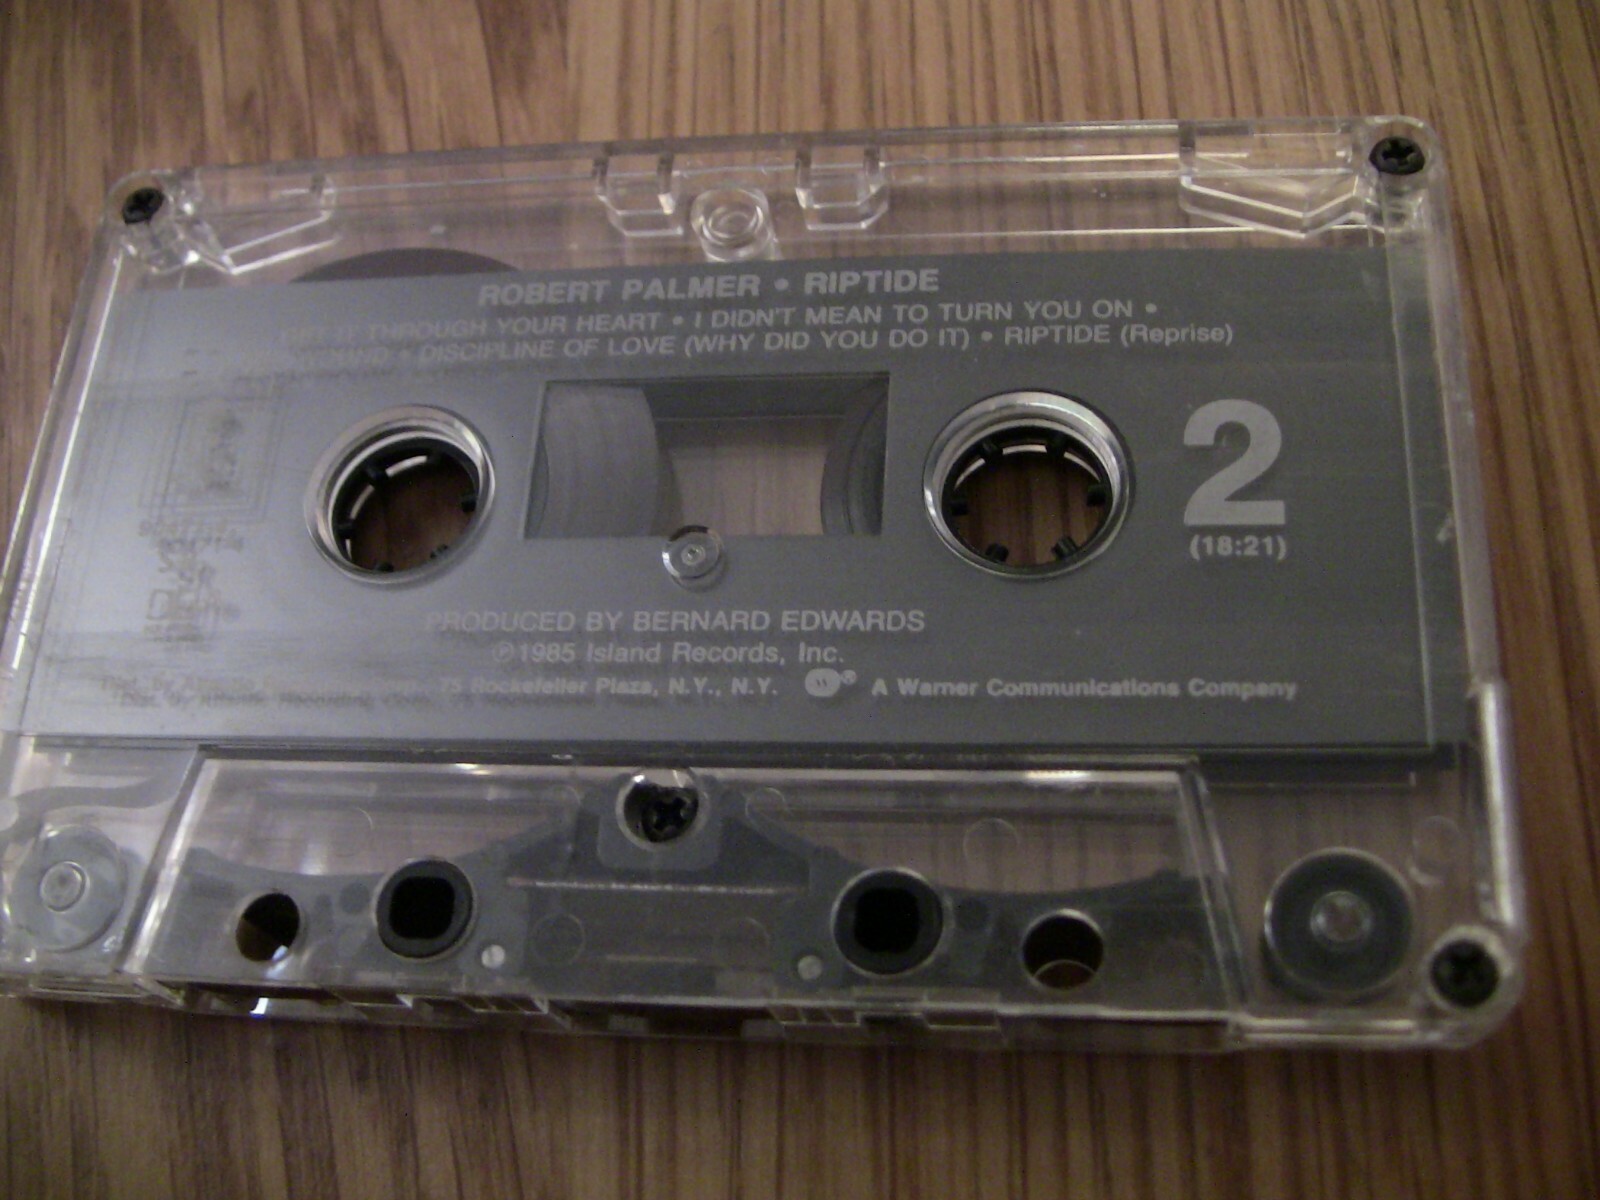 ROBERT PALMER • RIPTIDE
GET IT THROUGH YOUR HEART • I DIDN'T MEAN TO TURN YOU ON •
• DISCIPLINE OF LOVE (WHY DID YOU DO IT) • RIPTIDE (Reprise)
2
(18:21)
PRODUCED BY BERNARD EDWARDS
℗1985 Island Records, Inc.
75 Rockefeller Plaza, N.Y., N.Y. ® A Warner Communications Company